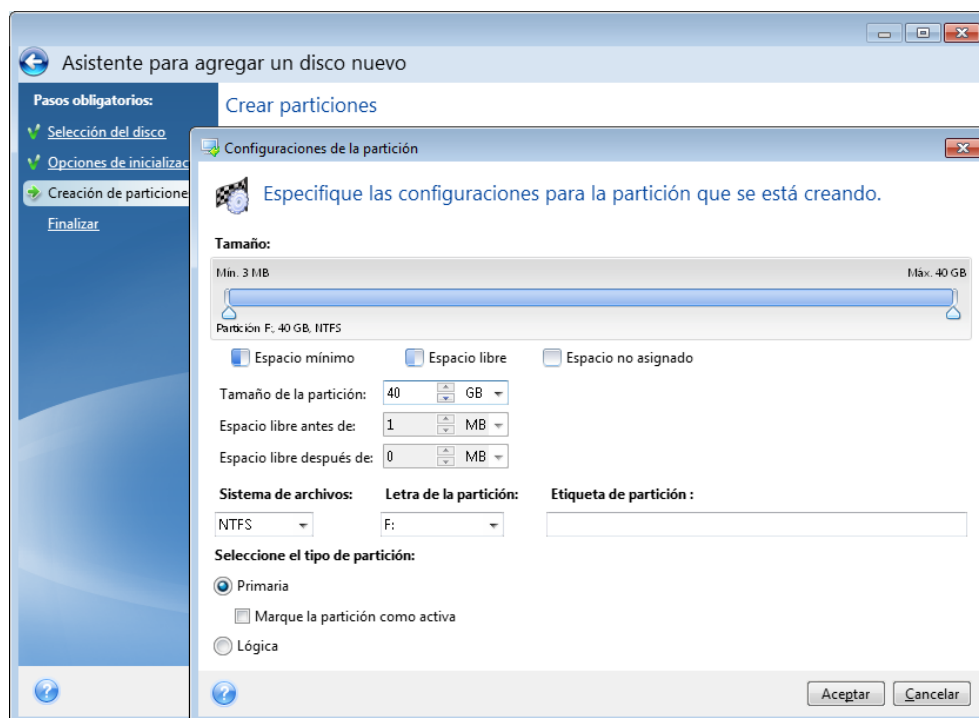 Asistente para agregar un disco nuevo
Pasos obligatorios:
Selección del disco
Opciones de inicializac
Creación de particione
Finalizar
Crear particiones
Configuraciones de la partición
Especifique las configuraciones para la partición que se está creando.
Tamaño:
Mín. 3 MB Máx. 40 GB
Partición F:, 40 GB, NTFS
Espacio mínimo Espacio libre Espacio no asignado
Tamaño de la partición: 40 GB
Espacio libre antes de: 1 MB
Espacio libre después de: 0 MB
Sistema de archivos: Letra de la partición: Etiqueta de partición :
NTFS F:
Seleccione el tipo de partición:
Primaria
Marque la partición como activa
Lógica
Aceptar Cancelar